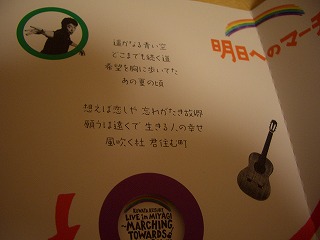 明日へのマーチ
遥かなる青い空
どこまでも続く道
希望を胸に歩いてた
あの夏の頃
想えば恋しや 忘れがたき故郷
願うは遠くで 生きる人の幸せ
風吹く杜 君住む町
LIVE in MIYAGI
~MARCHING
TOWARDS